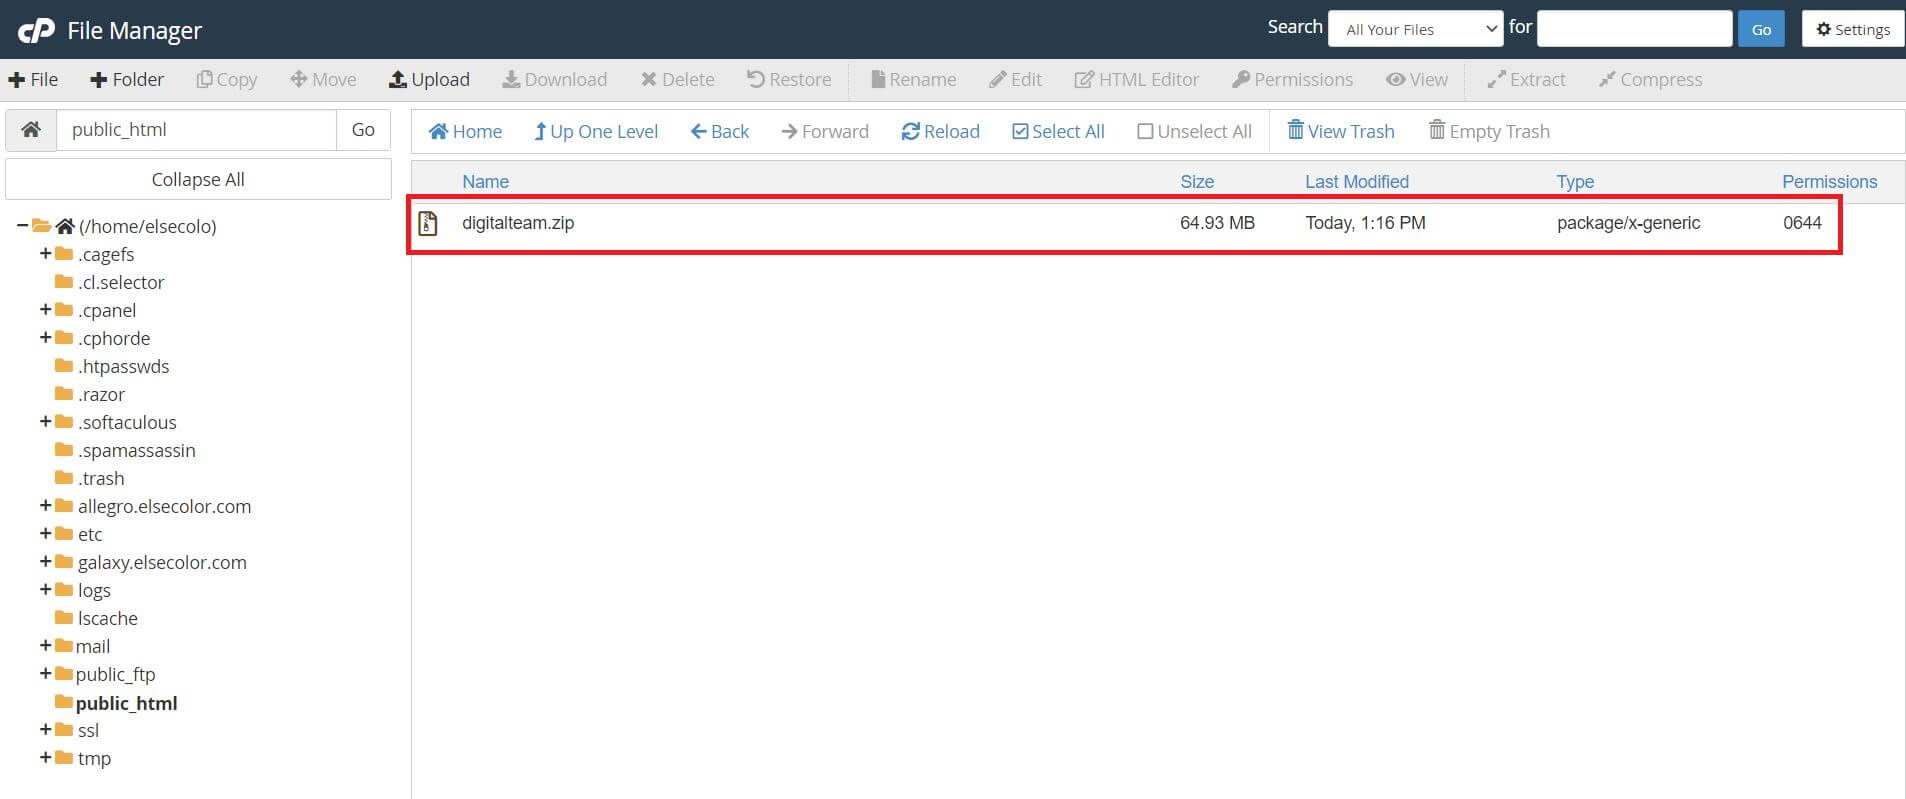 cP File Manager Search All Your Files for Go Settings
File Folder Copy Move Upload Download Delete Restore Rename Edit HTML Editor Permissions View Extract Compress
public_html Go Home Up One Level Back Forward Reload Select All Unselect All View Trash Empty Trash
Collapse All
Name Size Last Modified Type Permissions
digitalteam.zip 64.93 MB Today, 1:16 PM package/x-generic 0644
(/home/elsecolo)
.cagefs
.cl.selector
.cpanel
.cphorde
.htpasswds
.razor
.softaculous
.spamassassin
.trash
allegro.elsecolor.com
etc
galaxy.elsecolor.com
logs
lscache
mail
public_ftp
public_html
ssl
tmp